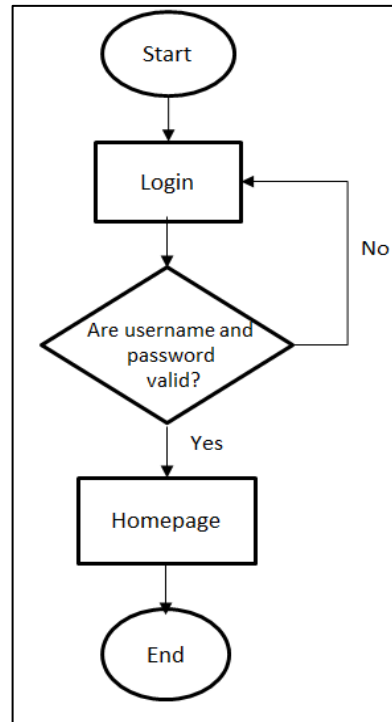 Start
Login
No
Are username and
password
valid?
Yes
Homepage
End